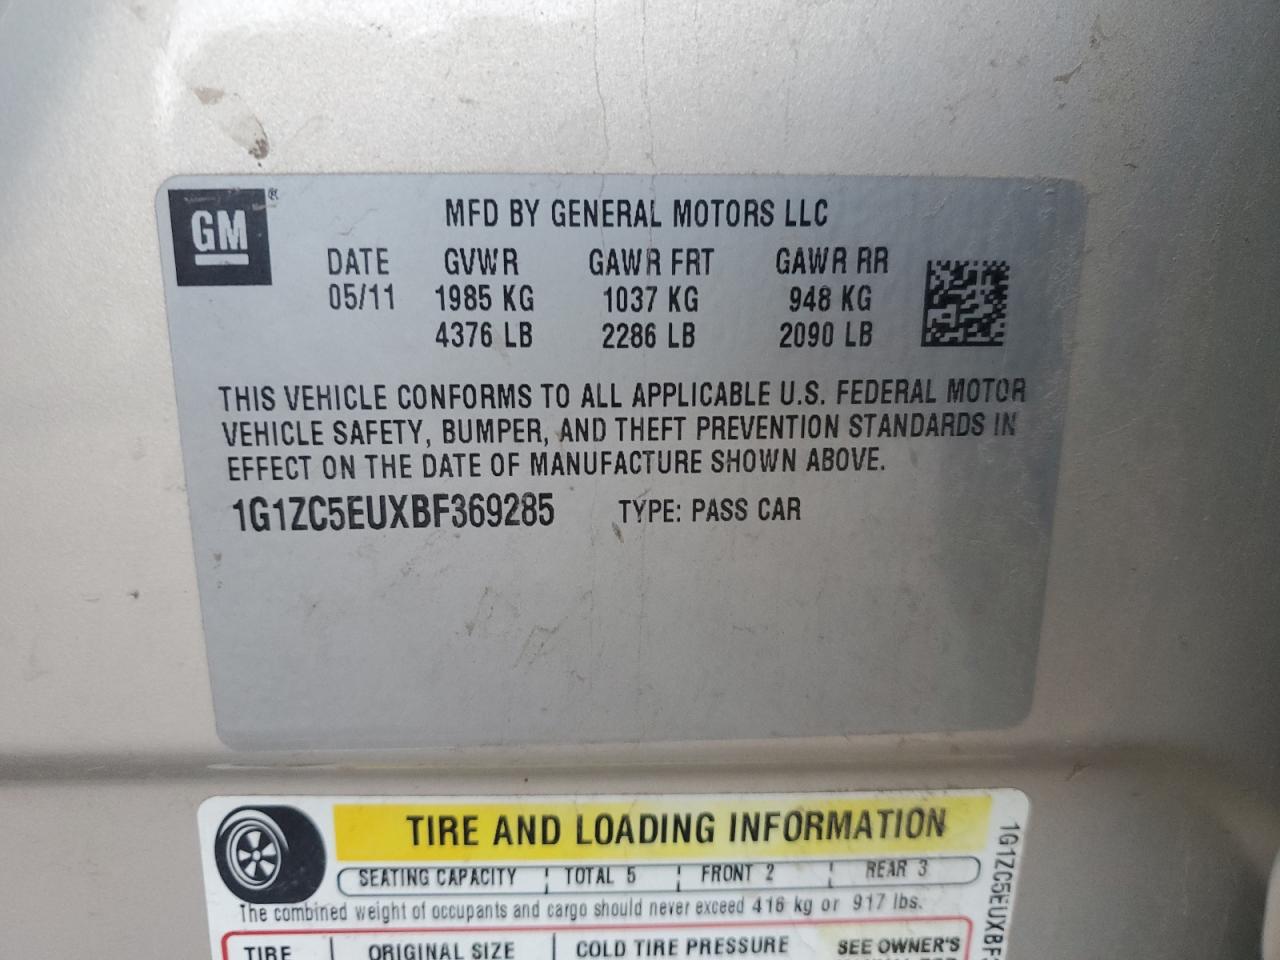 GM ®
MFD BY GENERAL MOTORS LLC
DATE GVWR GAWR FRT GAWR RR
05/11 1985 KG 1037 KG 948 KG
4376 LB 2286 LB 2090 LB
THIS VEHICLE CONFORMS TO ALL APPLICABLE U.S. FEDERAL MOTOR
VEHICLE SAFETY, BUMPER, AND THEFT PREVENTION STANDARDS IN
EFFECT ON THE DATE OF MANUFACTURE SHOWN ABOVE.
1G1ZC5EUXBF369285 TYPE: PASS CAR
TIRE AND LOADING INFORMATION
SEATING CAPACITY TOTAL 5 FRONT 2 REAR 3
The combined weight of occupants and cargo should never exceed 416 kg or 917 lbs.
TIRE ORIGINAL SIZE COLD TIRE PRESSURE SEE OWNER'S
1G1ZC5EUXBF